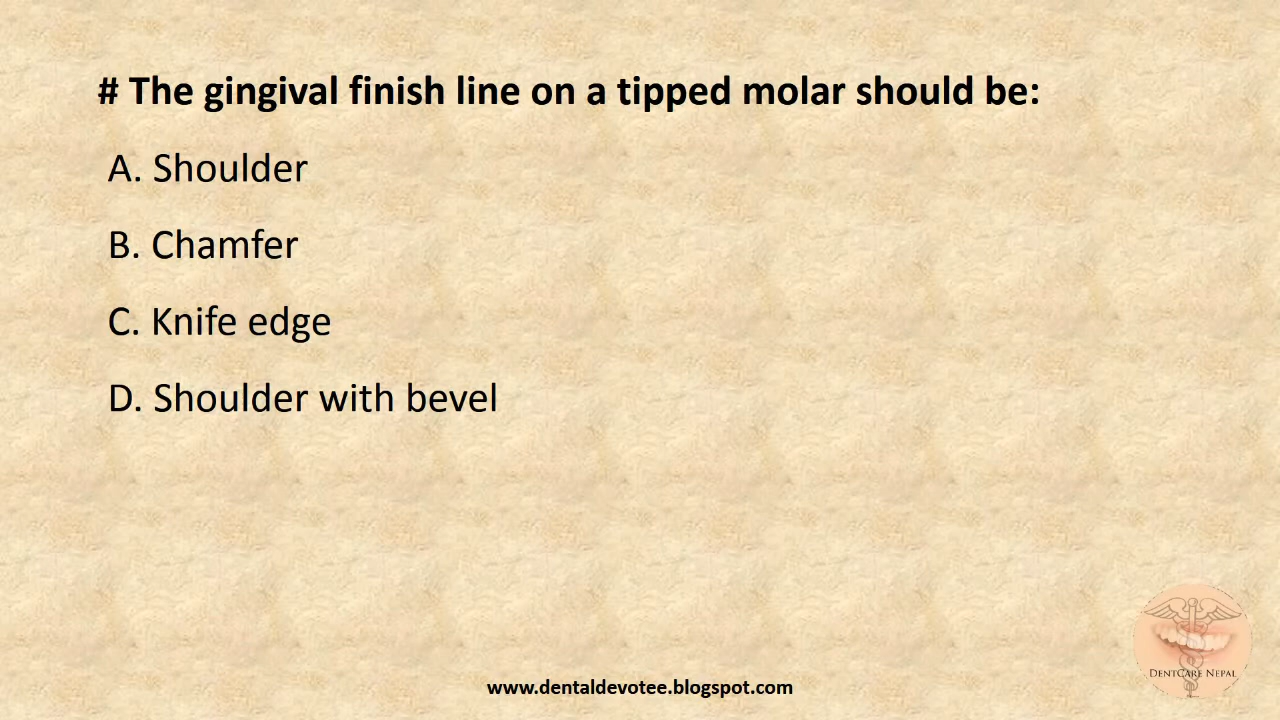 # The gingival finish line on a tipped molar should be:
A. Shoulder
B. Chamfer
C. Knife edge
D. Shoulder with bevel
DentCare Nepal
www.dentaldevotee.blogspot.com